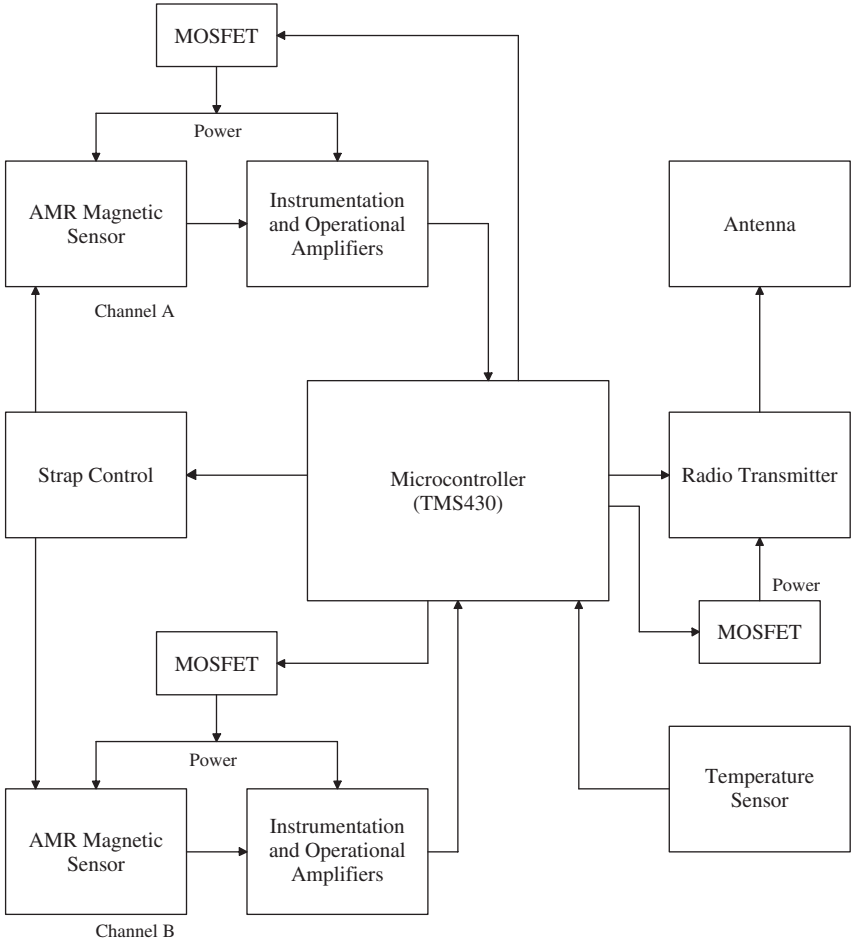 MOSFET
Power
AMR Magnetic
Sensor
Instrumentation
and Operational
Amplifiers
Antenna
Channel A
Strap Control
Microcontroller
(TMS430)
Radio Transmitter
Power
MOSFET
MOSFET
Power
Temperature
Sensor
AMR Magnetic
Sensor
Instrumentation
and Operational
Amplifiers
Channel B